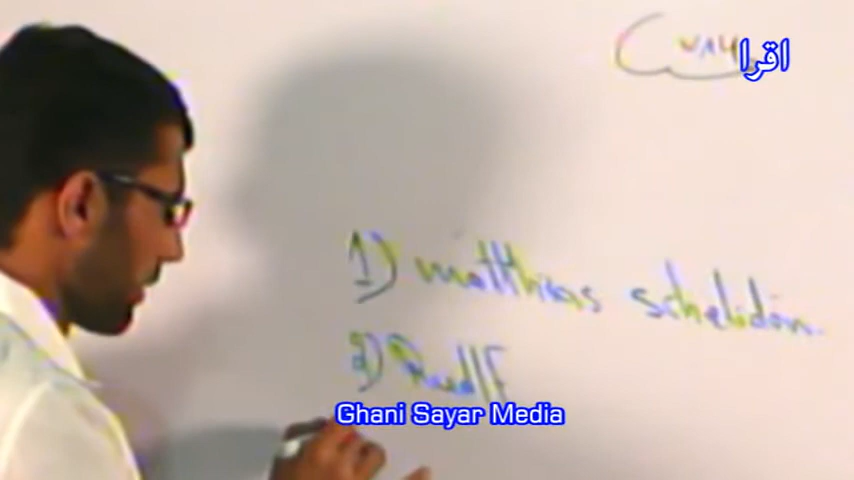 اقرا
1) matthias schelidon
2) Rudlf
Ghani Sayar Media